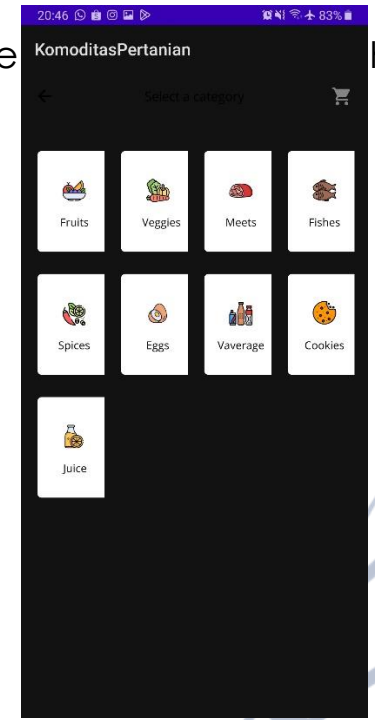 20:46 83%
e
KomoditasPertanian
Select a category
Fruits Veggies Meets Fishes
Spices Eggs Vaverage Cookies
Juice